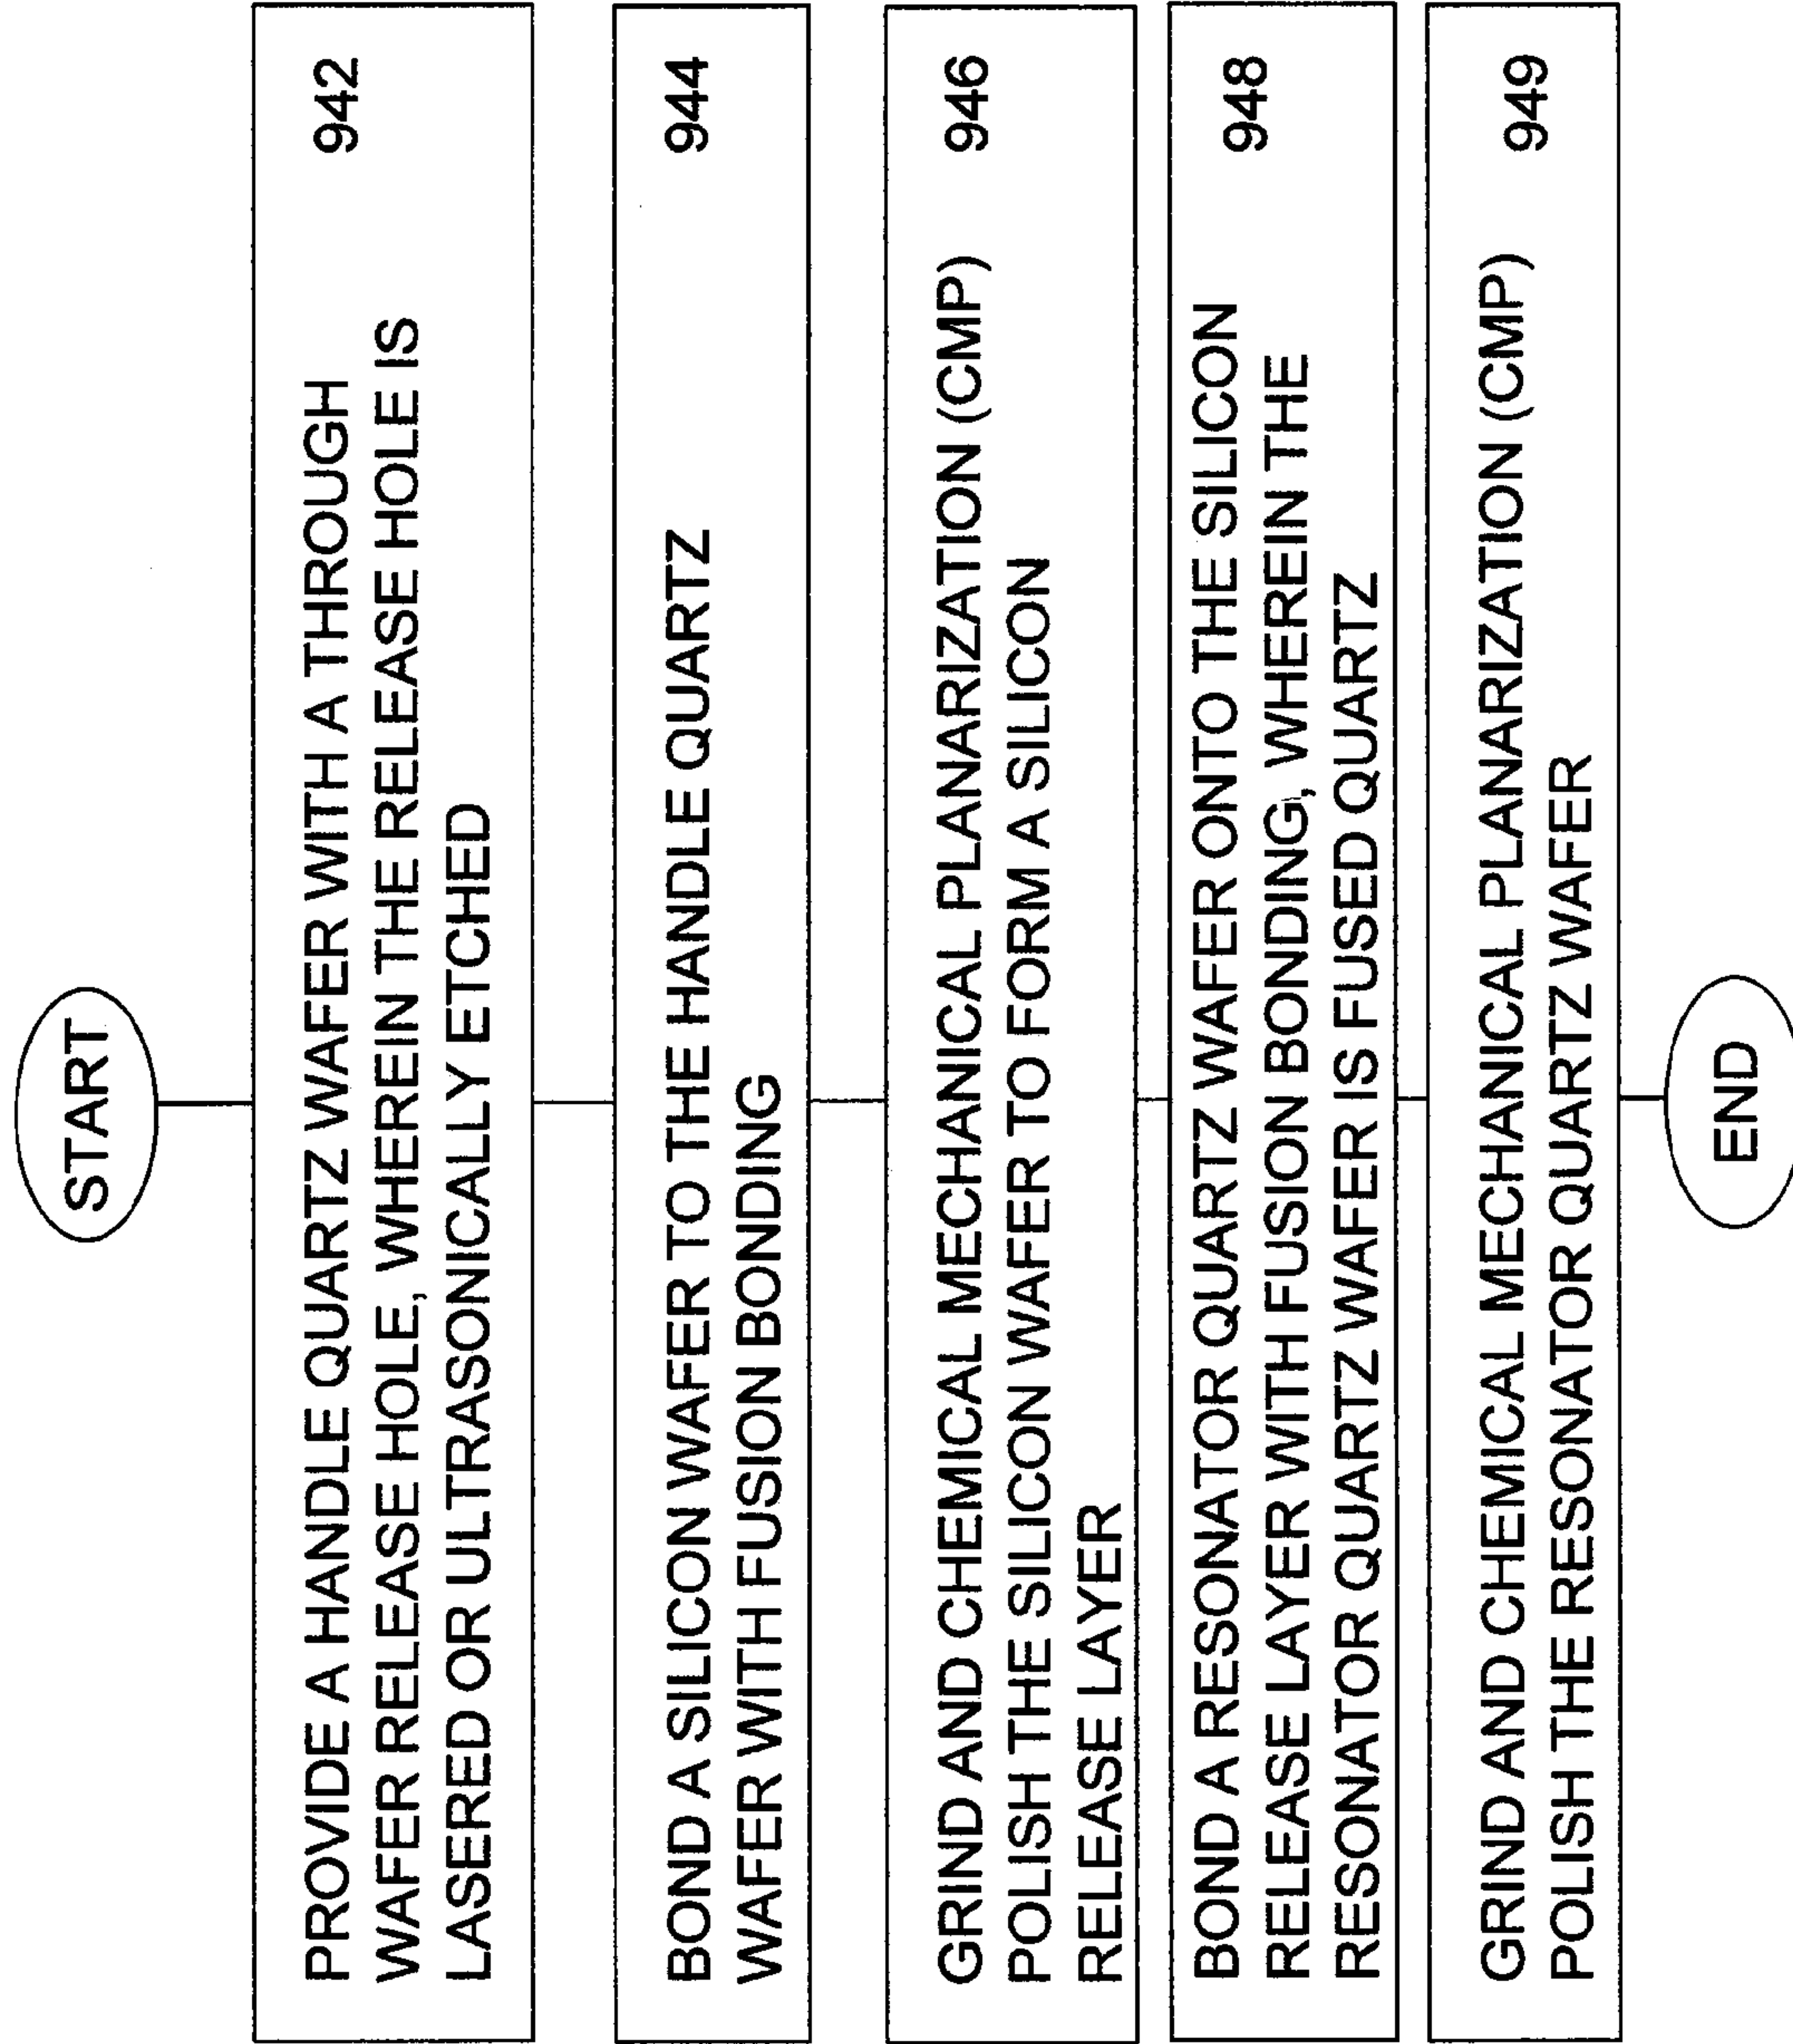 START
PROVIDE A HANDLE QUARTZ WAFER WITH A THROUGH 942
WAFER RELEASE HOLE, WHEREIN THE RELEASE HOLE IS
LASERED OR ULTRASONICALLY ETCHED
BOND A SILICON WAFER TO THE HANDLE QUARTZ 944
WAFER WITH FUSION BONDING
GRIND AND CHEMICAL MECHANICAL PLANARIZATION (CMP) 946
POLISH THE SILICON WAFER TO FORM A SILICON
RELEASE LAYER
BOND A RESONATOR QUARTZ WAFER ONTO THE SILICON 948
RELEASE LAYER WITH FUSION BONDING, WHEREIN THE
RESONATOR QUARTZ WAFER IS FUSED QUARTZ
GRIND AND CHEMICAL MECHANICAL PLANARIZATION (CMP) 949
POLISH THE RESONATOR QUARTZ WAFER
END